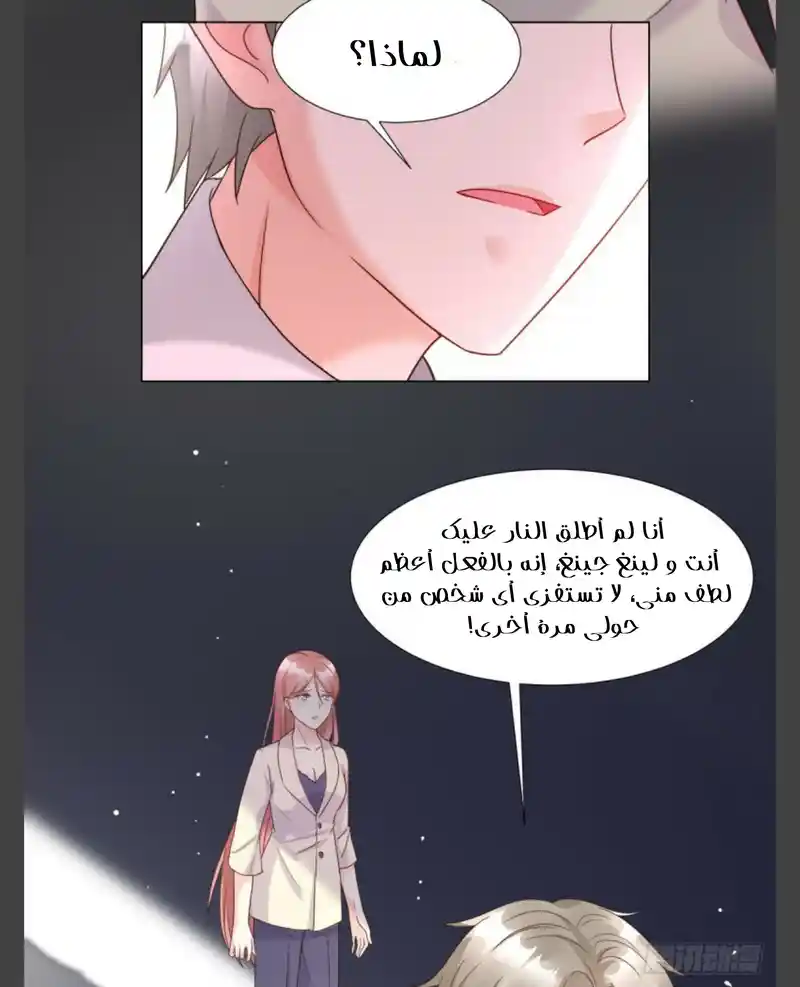 لماذا؟
أنا لم أطلق النار عليك
أنت و لينغ جينغ، إنه بالفعل أعظم
لطف منى، لا تستفزى أى شخص من
حولى مرة أخرى!